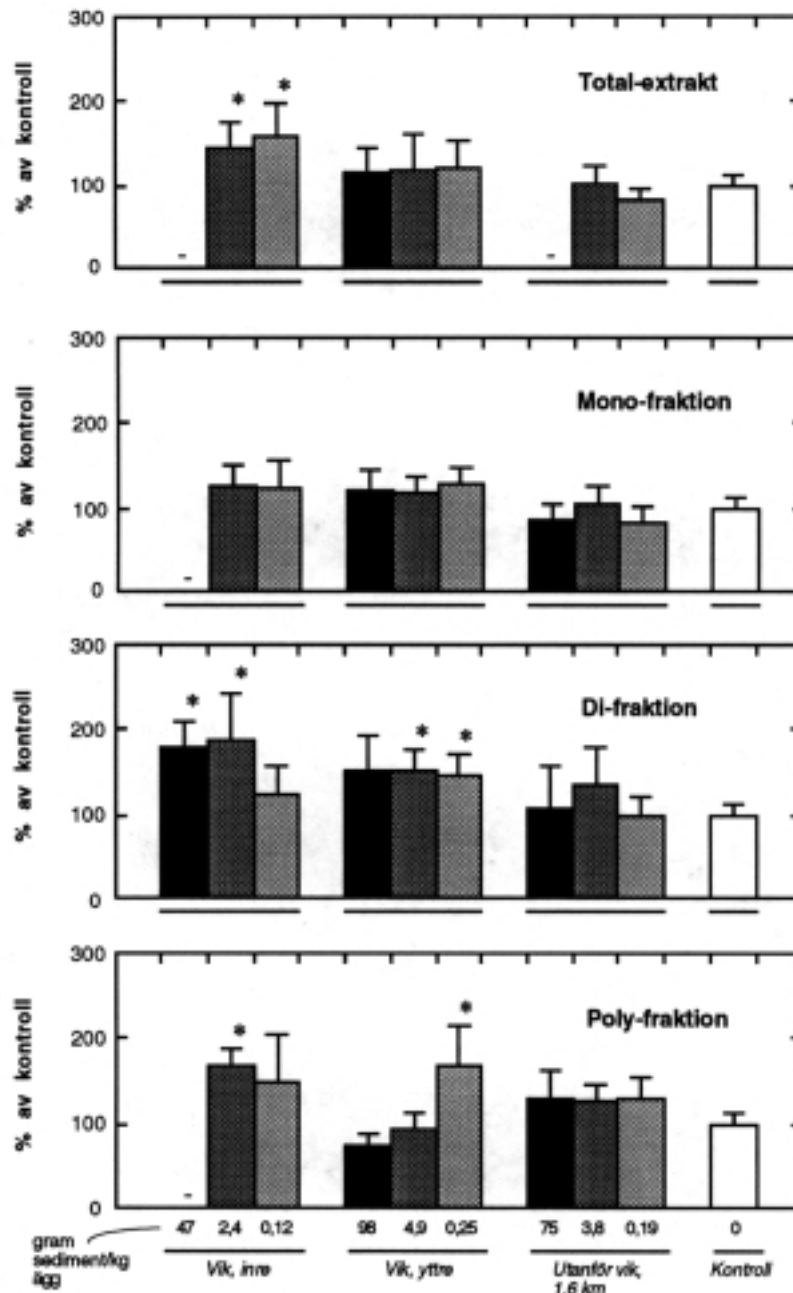 300
200
100
0
% av kontroll
Total-extrakt
* *
- -
300
200
100
0
% av kontroll
Mono-fraktion
-
300
200
100
0
% av kontroll
Di-fraktion
* * * *
300
200
100
0
% av kontroll
Poly-fraktion
* *
-
47 2,4 0,12 98 4,9 0,25 75 3,8 0,19 0
gram
sediment/kg
ägg
Vik, inre Vik, yttre Utanför vik, Kontroll
1,6 km